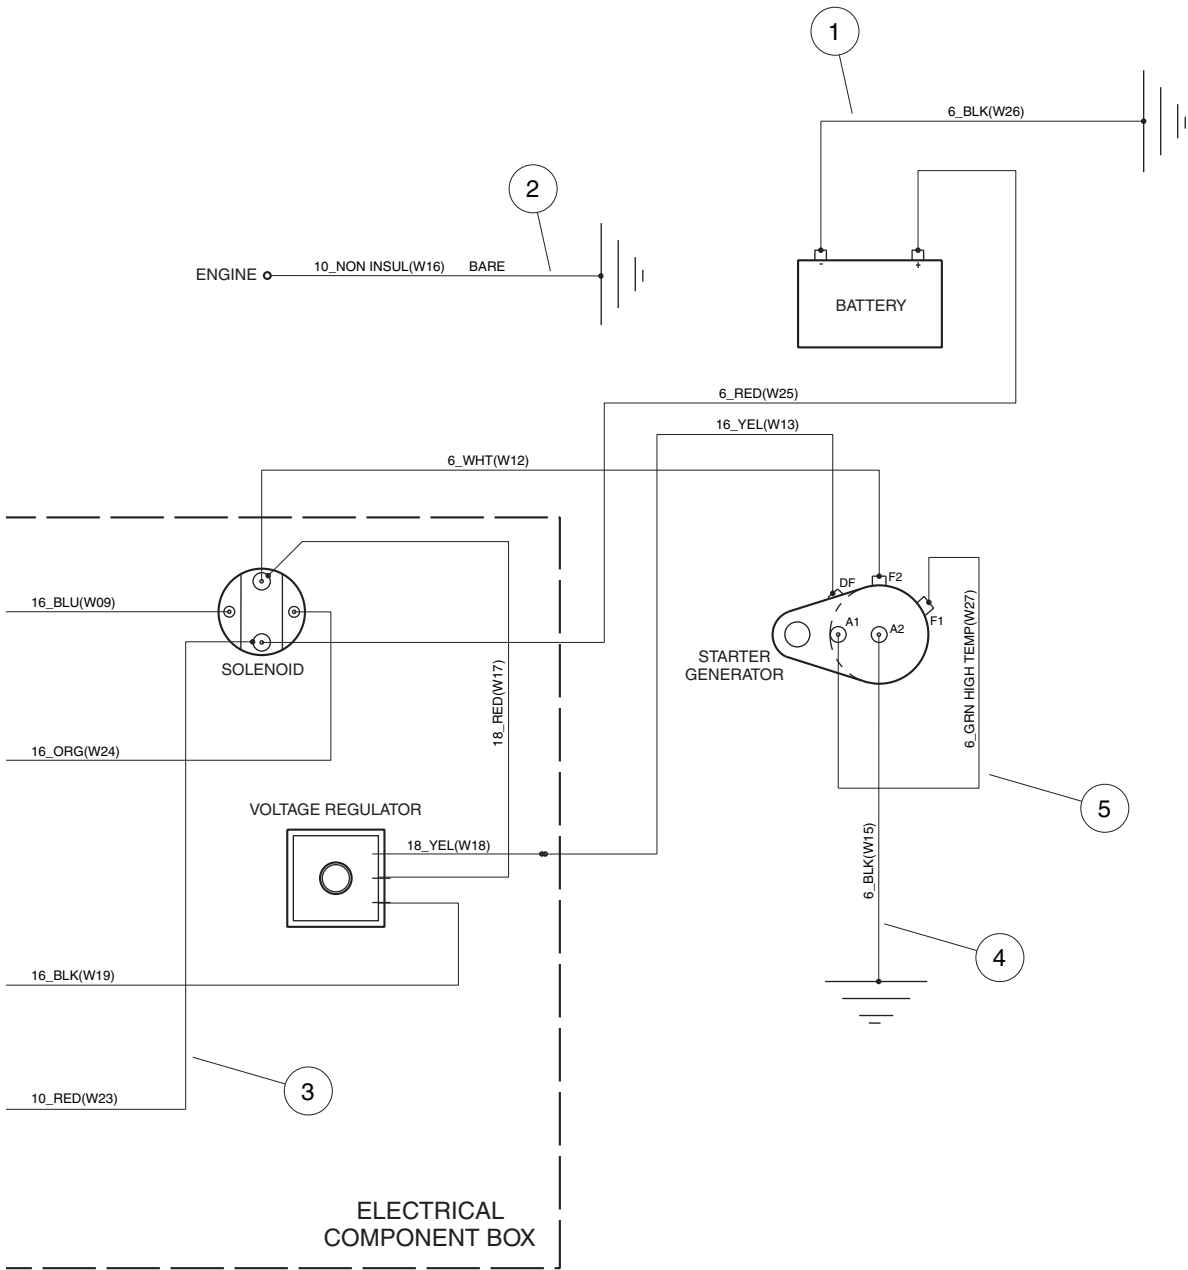 1
6_BLK(W26)
2
ENGINE
10_NON INSUL(W16) BARE
- +
BATTERY
6_RED(W25)
16_YEL(W13)
6_WHT(W12)
DF
F2
F1
A1
A2
16_BLU(W09)
SOLENOID
STARTER
GENERATOR
6_GRN HIGH TEMP(W27)
18_RED(W17)
16_ORG(W24)
VOLTAGE REGULATOR
5
18_YEL(W18)
6_BLK(W15)
4
16_BLK(W19)
3
10_RED(W23)
ELECTRICAL
COMPONENT BOX